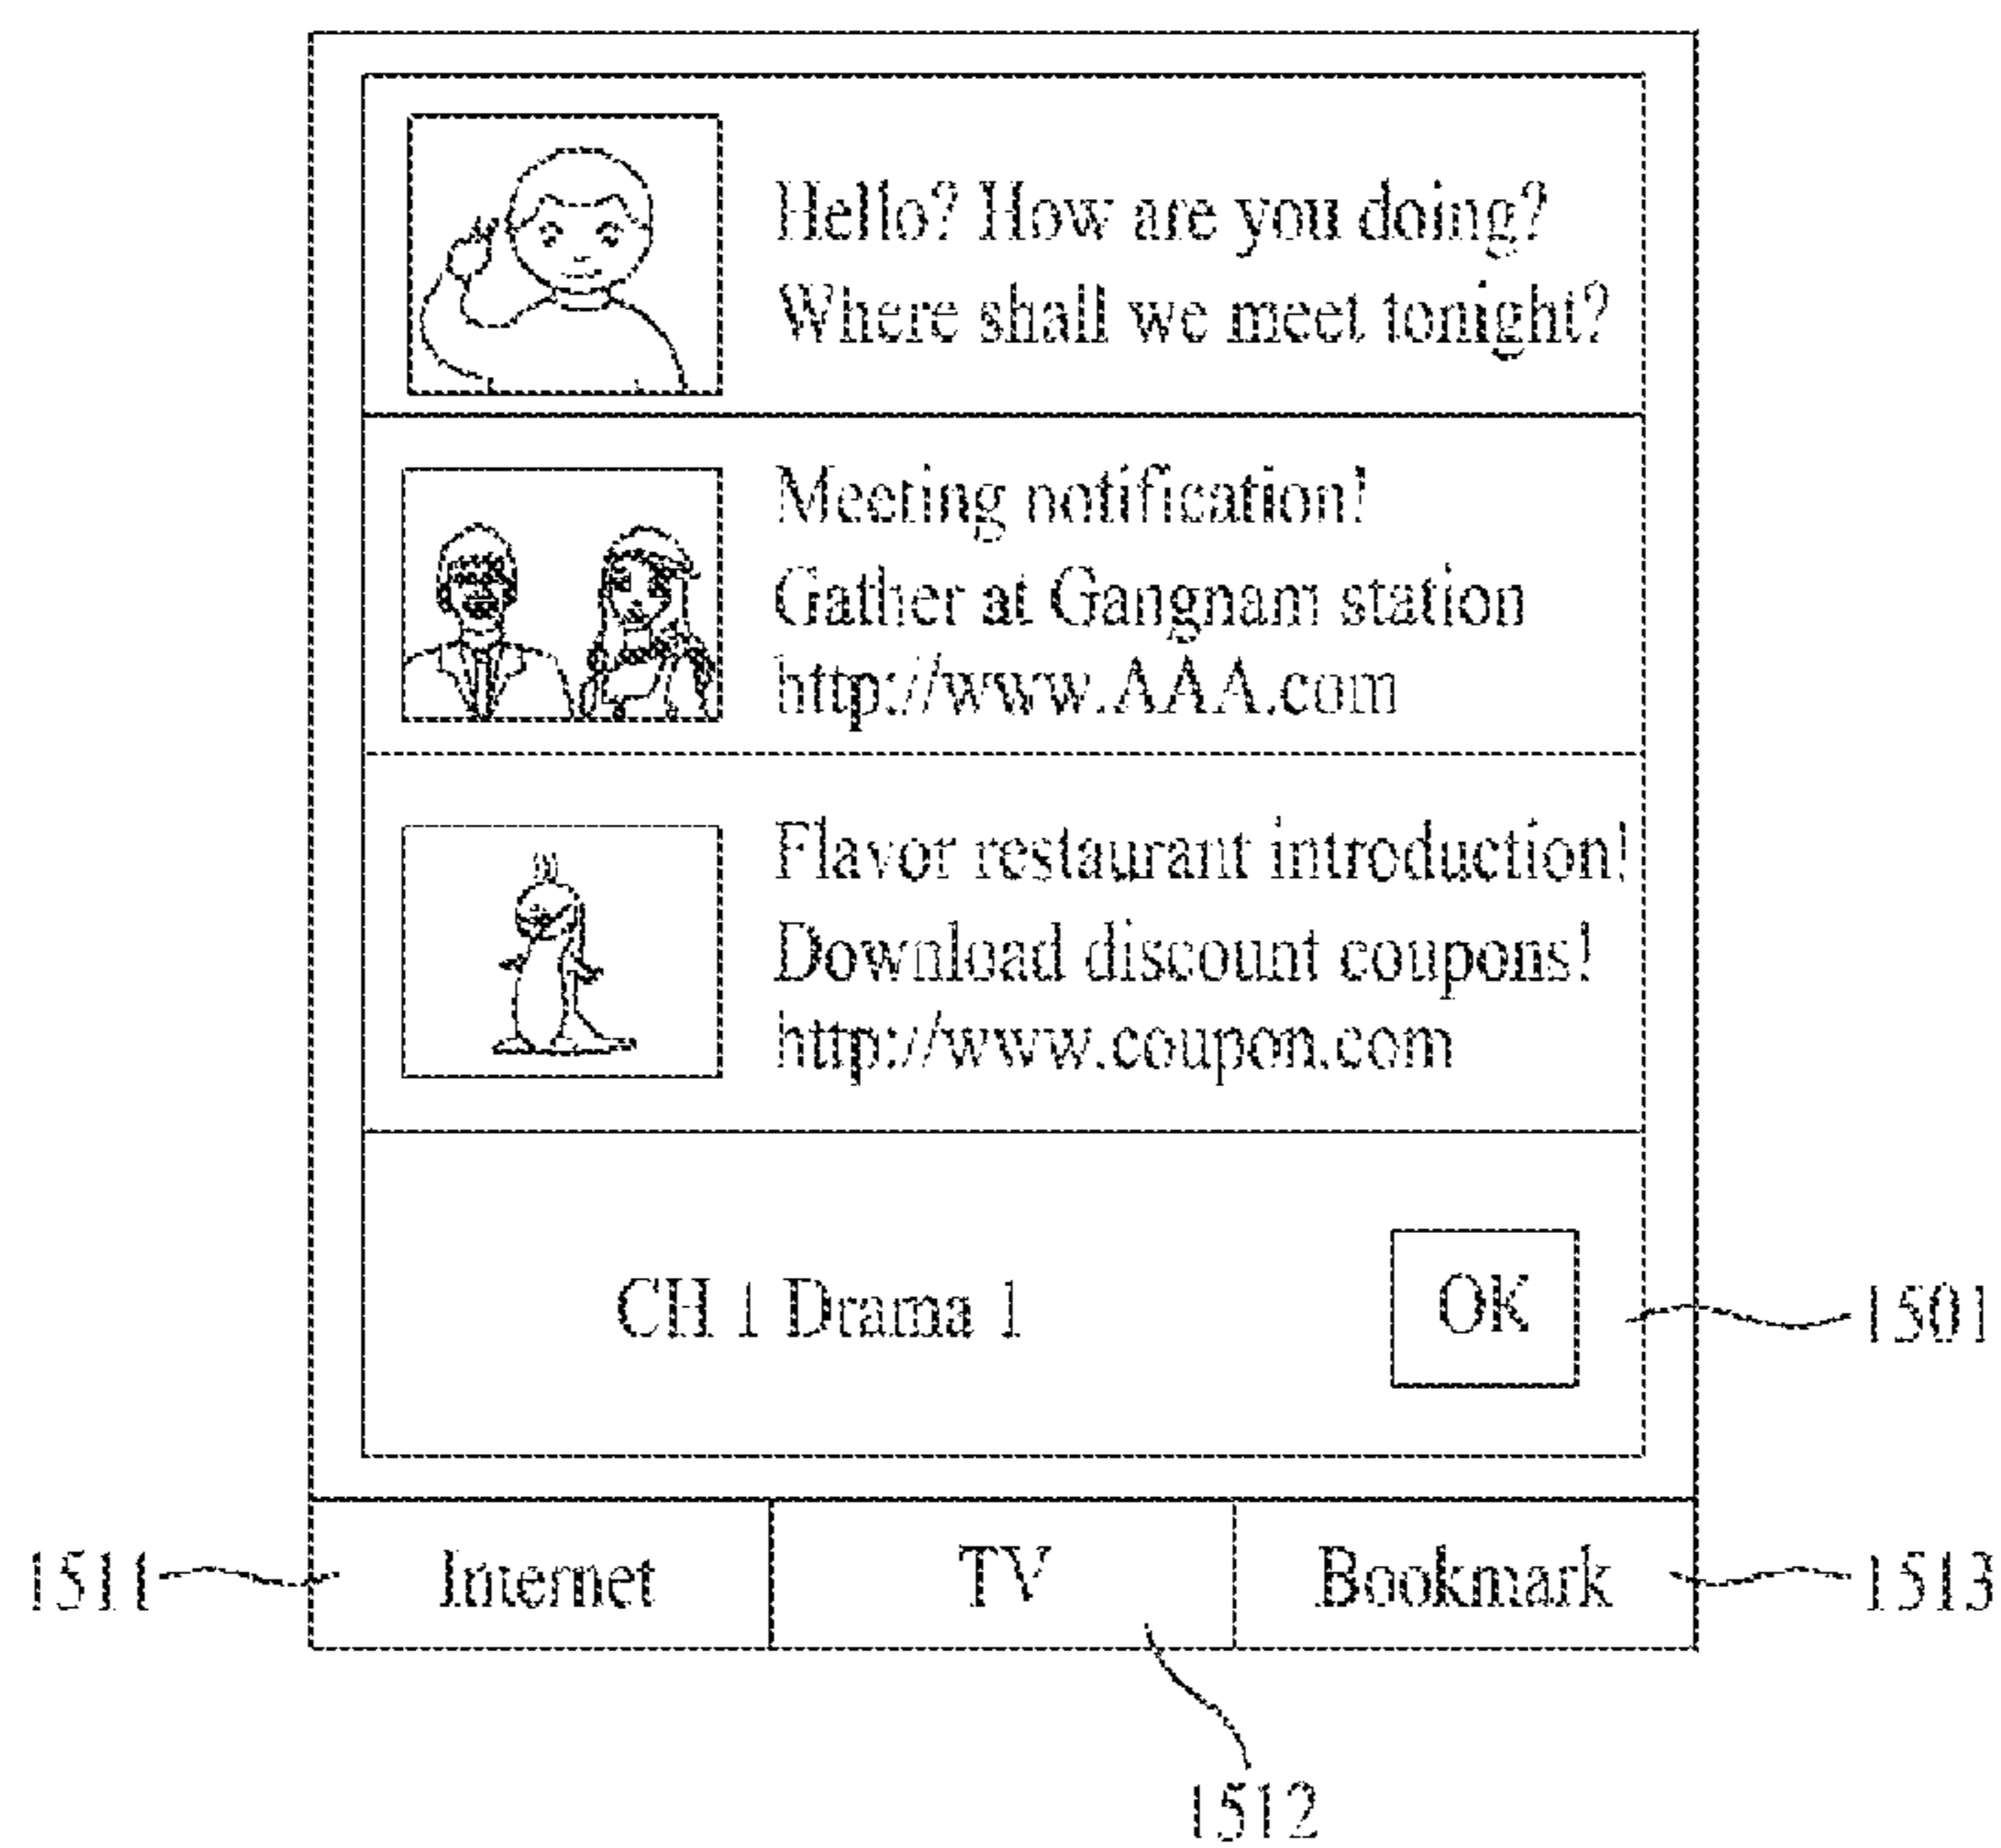 Hello? How are you doing?
Where shall we meet tonight?
Meeting notification!
Gather at Gangnam station
http://www.AAA.com
Flavor restaurant introduction!
Download discount coupons!
http://www.coupon.com
CH 1 Drama 1
OK
1501
1511
Internet
TV
Bookmark
1513
1512